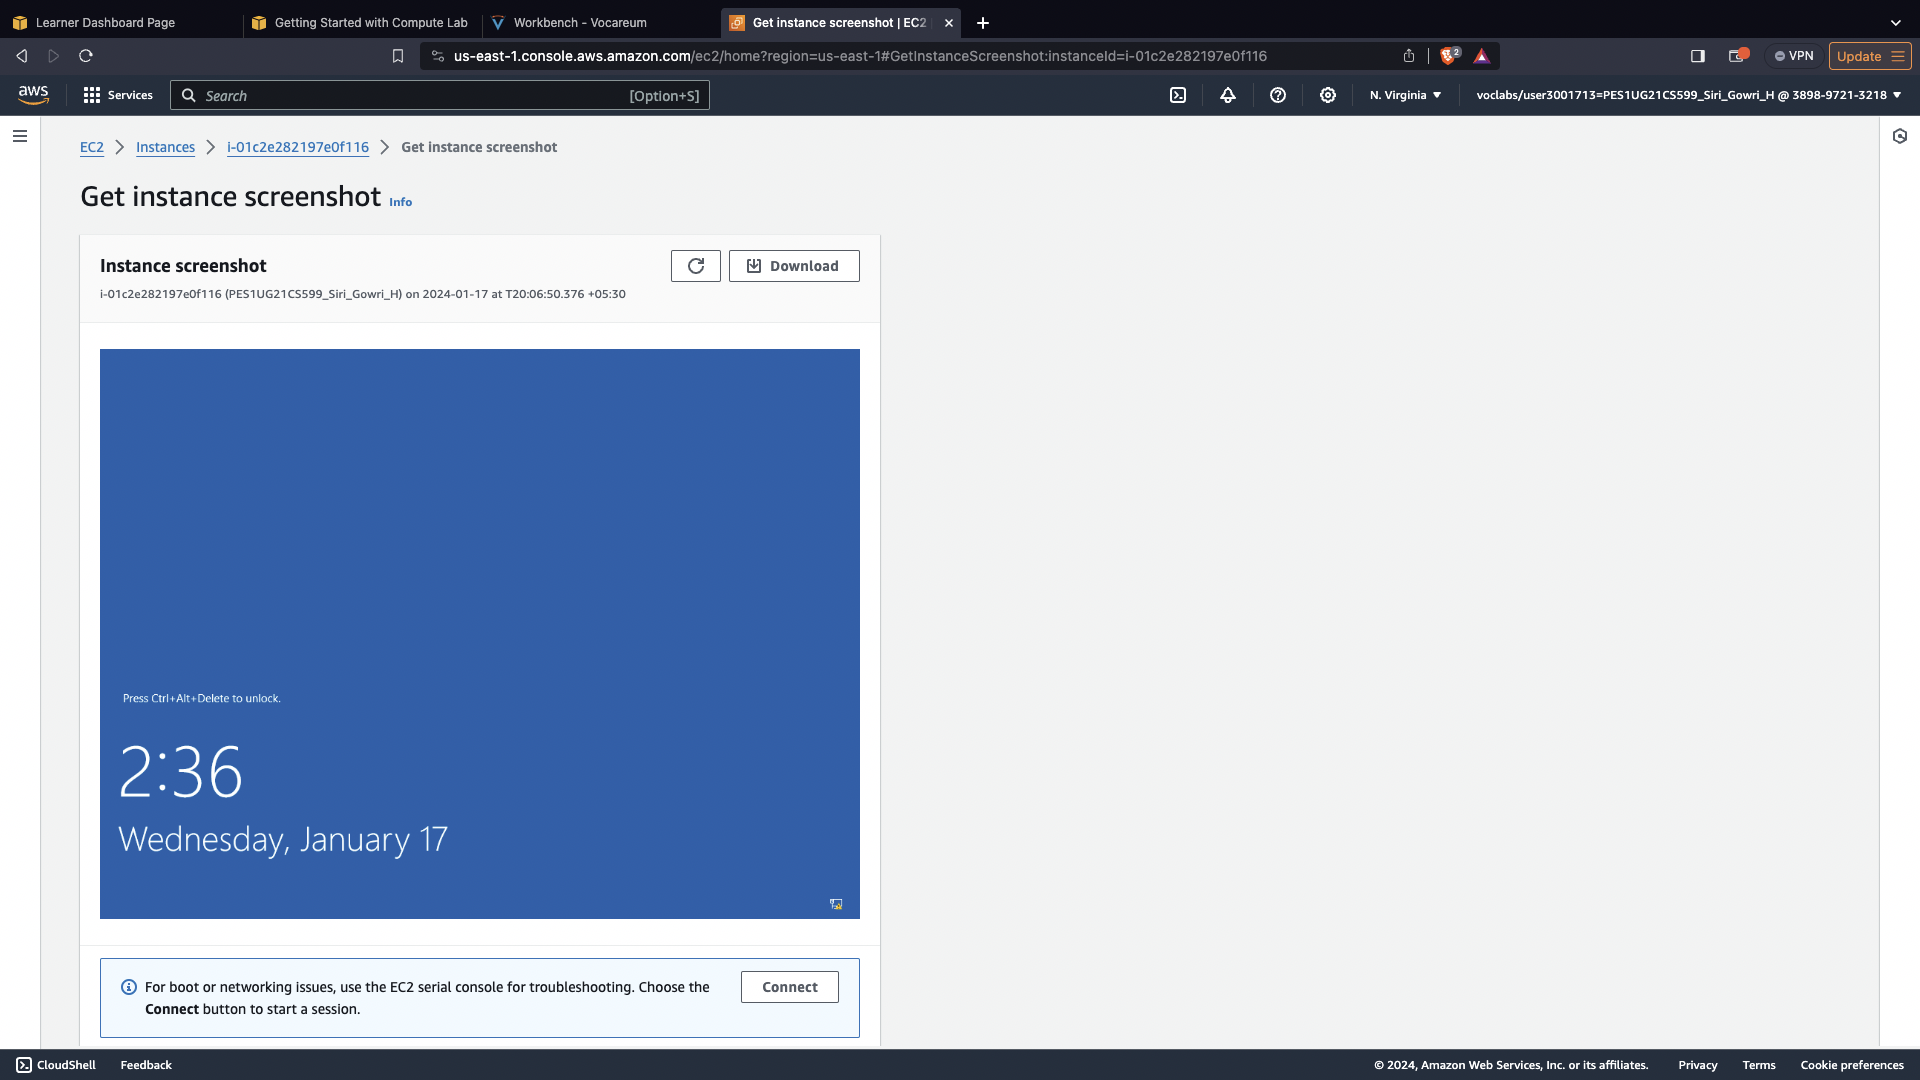 Learner Dashboard Page
Getting Started with Compute Lab
Workbench - Vocareum
Get instance screenshot | EC2
us-east-1.console.aws.amazon.com/ec2/home?region=us-east-1#GetInstanceScreenshot:instanceId=i-01c2e282197e0f116
2
VPN
Update
aws
Services
Search
[Option+S]
N. Virginia
voclabs/user3001713=PES1UG21CS599_Siri_Gowri_H @ 3898-9721-3218
EC2
Instances
i-01c2e282197e0f116
Get instance screenshot
Get instance screenshot Info
Instance screenshot
Download
i-01c2e282197e0f116 (PES1UG21CS599_Siri_Gowri_H) on 2024-01-17 at T20:06:50.376 +05:30
Press Ctrl+Alt+Delete to unlock.
2:36
Wednesday, January 17
For boot or networking issues, use the EC2 serial console for troubleshooting. Choose the
Connect button to start a session.
Connect
CloudShell
Feedback
© 2024, Amazon Web Services, Inc. or its affiliates.
Privacy
Terms
Cookie preferences